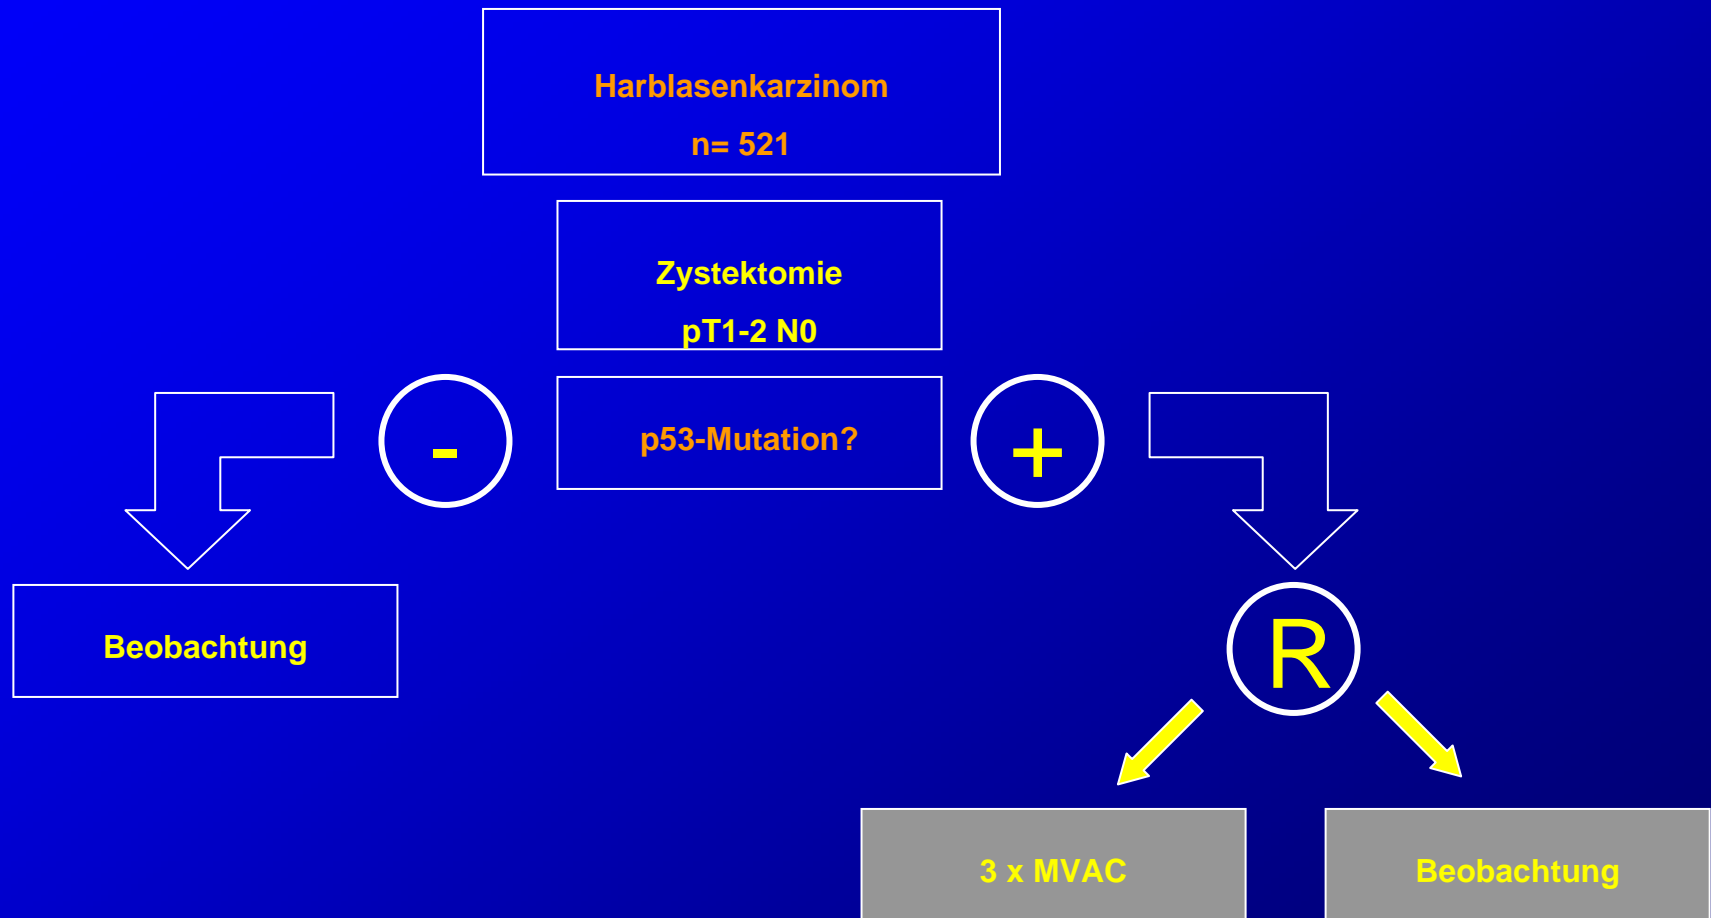 Harblasenkarzinom
n= 521
Zystektomie
pT1-2 N0
-
p53-Mutation?
+
Beobachtung
R
3 x MVAC
Beobachtung